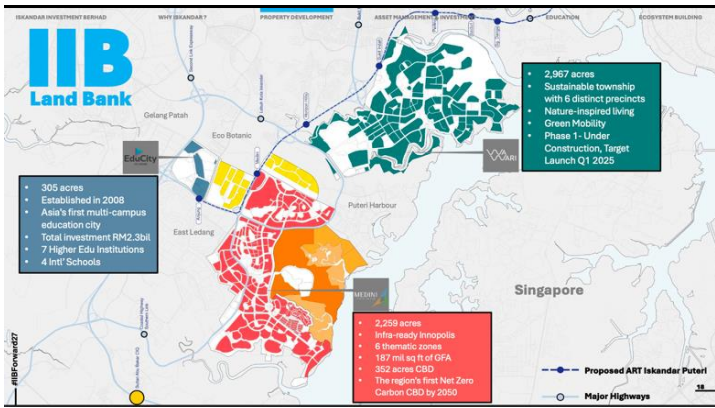 ISKANDAR INVESTMENT BERHAD
WHY ISKANDAR?
PROPERTY DEVELOPMENT
ASSET MANAGEMENT & INVESTMENT
EDUCATION
ECOSYSTEM BUILDING
IIB
Land Bank
Gelang Patah
Eco Botanic
EduCity
305 acres
Established in 2008
Asia's first multi-campus
education city
Total investment RM2.3bil
7 Higher Edu Institutions
4 Intl' Schools
East Ledang
Puteri Harbour
2,967 acres
Sustainable township
with 6 distinct precincts
Nature-inspired living
Green Mobility
Phase 1- Under
Construction, Target
Launch Q1 2025
MEDINI
2,259 acres
Infra-ready Innopolis
6 thematic zones
187 mil sq ft of GFA
352 acres CBD
The region's first Net Zero
Carbon CBD by 2050
Singapore
Proposed ART Iskandar Puteri
Major Highways
#IIBForward27
18